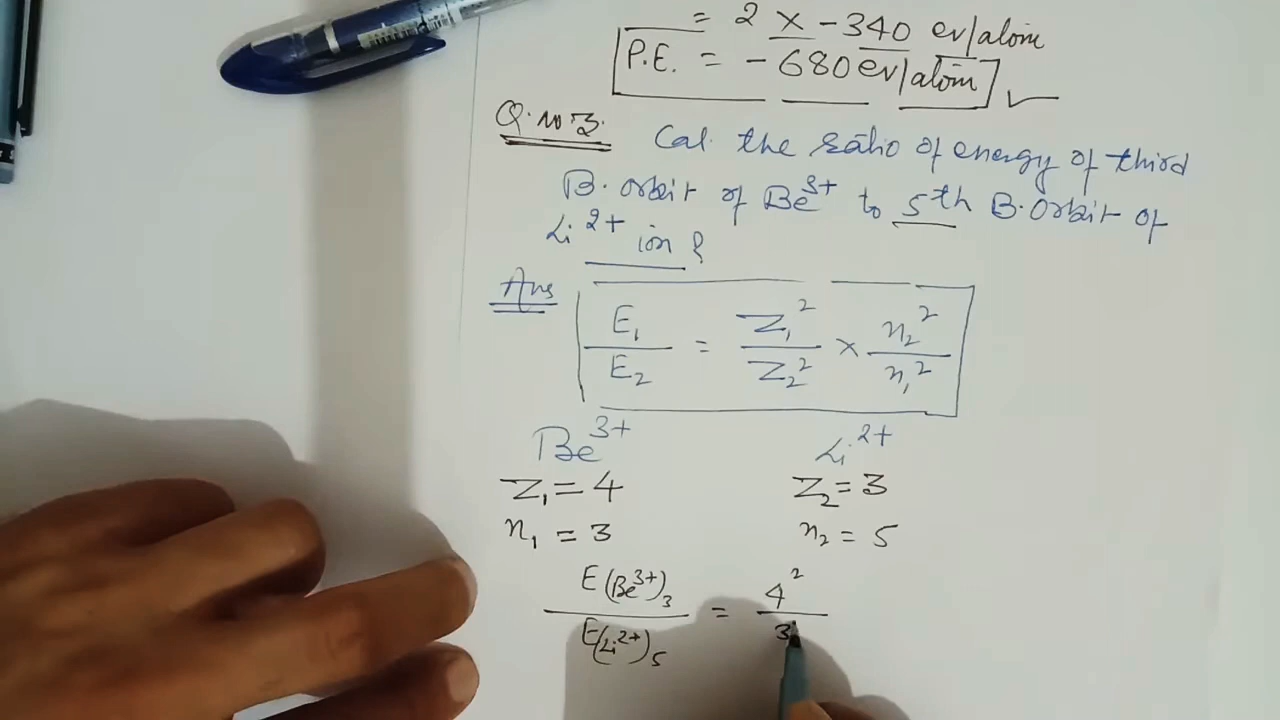 = 2 x -340 ev/atom
P.E. = -680 ev/atom
Q.no 3. Cal. the ratio of energy of third
B. orbit of Be³⁺ to 5th B. Orbit of
Li²⁺ ion ?
Ans E₁/E₂ = Z₁²/Z₂² × n₂²/n₁²
Be³⁺ Li²⁺
Z₁ = 4 Z₂ = 3
n₁ = 3 n₂ = 5
E(Be³⁺)₃/E(Li²⁺)₅ = 4²/3